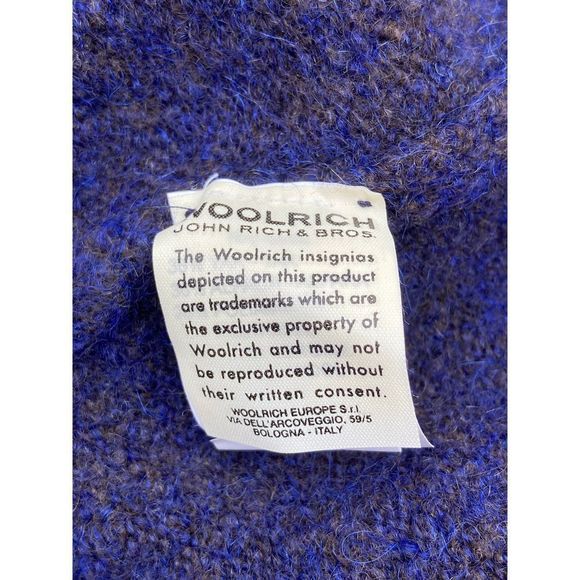 WOOLRICH
JOHN RICH & BROS.
The Woolrich insignias
depicted on this product
are trademarks which are
the exclusive property of
Woolrich and may not
be reproduced without
their written consent.
WOOLRICH EUROPE S.r.l.
VIA DELL'ARCOVEGGIO, 59/5
BOLOGNA - ITALY